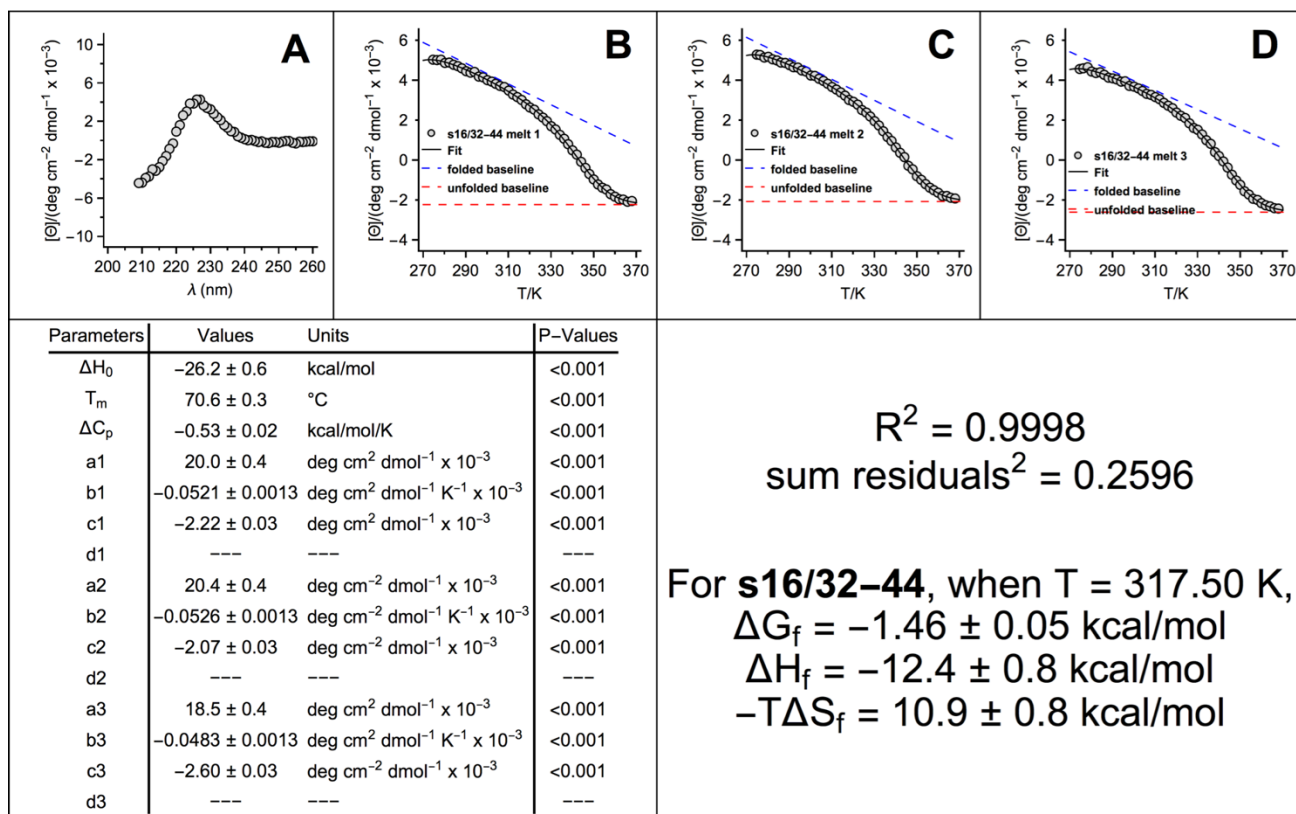 A
[Θ]/(deg cm⁻² dmol⁻¹ x 10⁻³)
10
6
2
−2
−6
−10
200 210 220 230 240 250 260
λ (nm)
B
[Θ]/(deg cm⁻² dmol⁻¹ x 10⁻³)
6
4
2
0
−2
−4
s16/32−44 melt 1
Fit
folded baseline
unfolded baseline
270 290 310 330 350 370
T/K
C
[Θ]/(deg cm⁻² dmol⁻¹ x 10⁻³)
6
4
2
0
−2
−4
s16/32−44 melt 2
Fit
folded baseline
unfolded baseline
270 290 310 330 350 370
T/K
D
[Θ]/(deg cm⁻² dmol⁻¹ x 10⁻³)
6
4
2
0
−2
−4
s16/32−44 melt 3
Fit
folded baseline
unfolded baseline
270 290 310 330 350 370
T/K
Parameters Values Units P−Values
ΔH₀ −26.2 ± 0.6 kcal/mol <0.001
Tₘ 70.6 ± 0.3 °C <0.001
ΔCₚ −0.53 ± 0.02 kcal/mol/K <0.001
a1 20.0 ± 0.4 deg cm² dmol⁻¹ x 10⁻³ <0.001
b1 −0.0521 ± 0.0013 deg cm² dmol⁻¹ K⁻¹ x 10⁻³ <0.001
c1 −2.22 ± 0.03 deg cm² dmol⁻¹ x 10⁻³ <0.001
d1 −−− −−− −−−
a2 20.4 ± 0.4 deg cm⁻² dmol⁻¹ x 10⁻³ <0.001
b2 −0.0526 ± 0.0013 deg cm⁻² dmol⁻¹ K⁻¹ x 10⁻³ <0.001
c2 −2.07 ± 0.03 deg cm⁻² dmol⁻¹ x 10⁻³ <0.001
d2 −−− −−− −−−
a3 18.5 ± 0.4 deg cm² dmol⁻¹ x 10⁻³ <0.001
b3 −0.0483 ± 0.0013 deg cm² dmol⁻¹ K⁻¹ x 10⁻³ <0.001
c3 −2.60 ± 0.03 deg cm⁻² dmol⁻¹ x 10⁻³ <0.001
d3 −−− −−− −−−
R² = 0.9998
sum residuals² = 0.2596
For s16/32−44, when T = 317.50 K,
ΔG_f = −1.46 ± 0.05 kcal/mol
ΔH_f = −12.4 ± 0.8 kcal/mol
−TΔS_f = 10.9 ± 0.8 kcal/mol